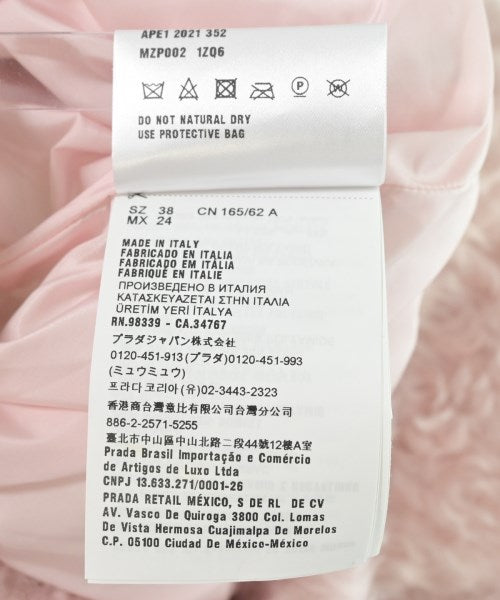 APE1 2021 352
MZP002 1ZQ6
P
W
DO NOT NATURAL DRY
USE PROTECTIVE BAG
SZ 38 CN 165/62 A
MX 24
MADE IN ITALY
FABRICADO EN ITALIA
FABRICADO EM ITÀLIA
FABRIQUÉ EN ITALIE
ПРОИЗВЕДЕНО В ИТАЛИЯ
ΚΑΤΑΣΚΕΥΑΖΕΤΑΙ ΣΤΗΝ ΙΤΑΛΙΑ
ÜRETİM YERİ İTALYA
RN.98339 - CA.34767
プラダジャパン株式会社
0120-451-913(プラダ)0120-451-993
(ミュウミュウ)
프라다 코리아 (유) 02-3443-2323
香港商台灣意比有限公司台灣分公司
886-2-2571-5255
臺北市中山區中山北路二段44號12樓A室
Prada Brasil Importação e Comércio
de Artigos de Luxo Ltda
CNPJ 13.633.271/0001-26
PRADA RETAIL MÉXICO, S DE RL DE CV
AV. Vasco De Quiroga 3800 Col. Lomas
De Vista Hermosa Cuajimalpa De Morelos
C.P. 05100 Ciudad De México-México